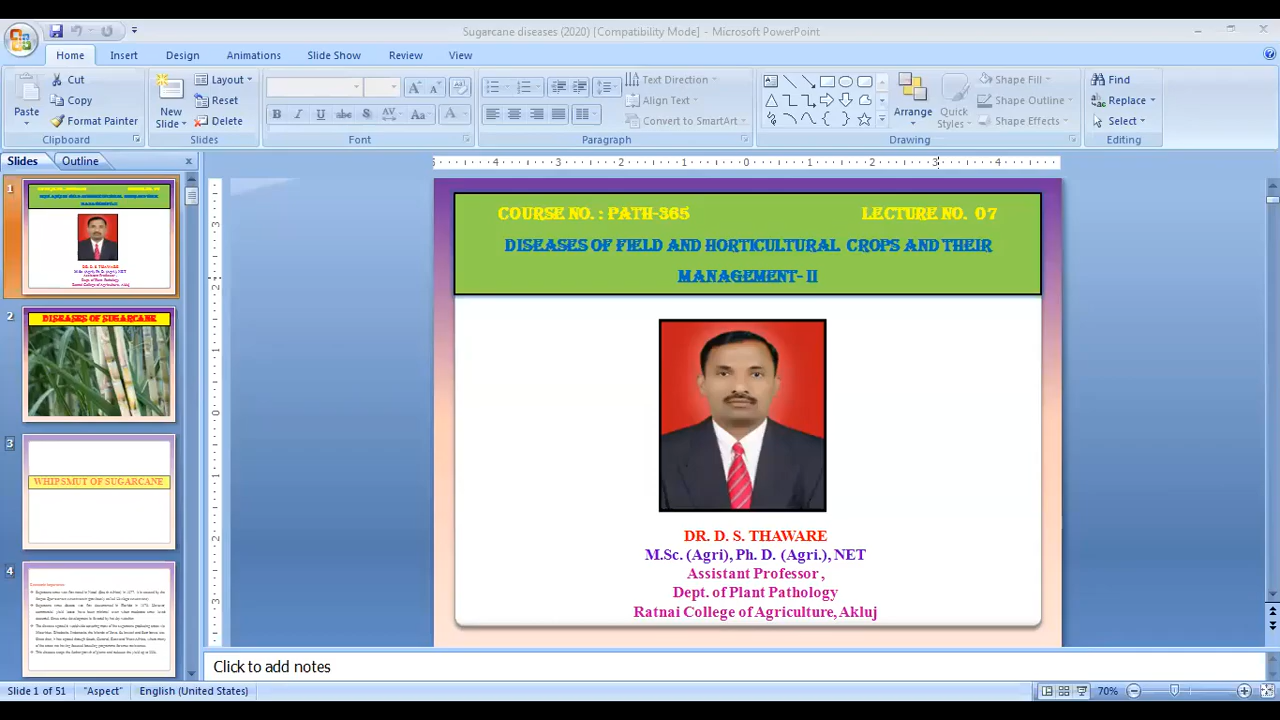 Sugarcane diseases (2020) [Compatibility Mode] - Microsoft PowerPoint
Home Insert Design Animations Slide Show Review View
Paste
Cut
Copy
Format Painter
Clipboard
New
Slide
Layout
Reset
Delete
Slides
Font
Text Direction
Align Text
Convert to SmartArt
Paragraph
Arrange
Quick
Styles
Shape Fill
Shape Outline
Shape Effects
Drawing
Find
Replace
Select
Editing
Slides Outline
1
2
DISEASES OF SUGARCANE
3
WHIPSMUT OF SUGARCANE
4
COURSE NO. : PATH-365 LECTURE NO. 07
DISEASES OF FIELD AND HORTICULTURAL CROPS AND THEIR
MANAGEMENT- II
DR. D. S. THAWARE
M.Sc. (Agri), Ph. D. (Agri.), NET
Assistant Professor ,
Dept. of Plant Pathology
Ratnai College of Agriculture, Akluj
Click to add notes
Slide 1 of 51 "Aspect" English (United States) 70%